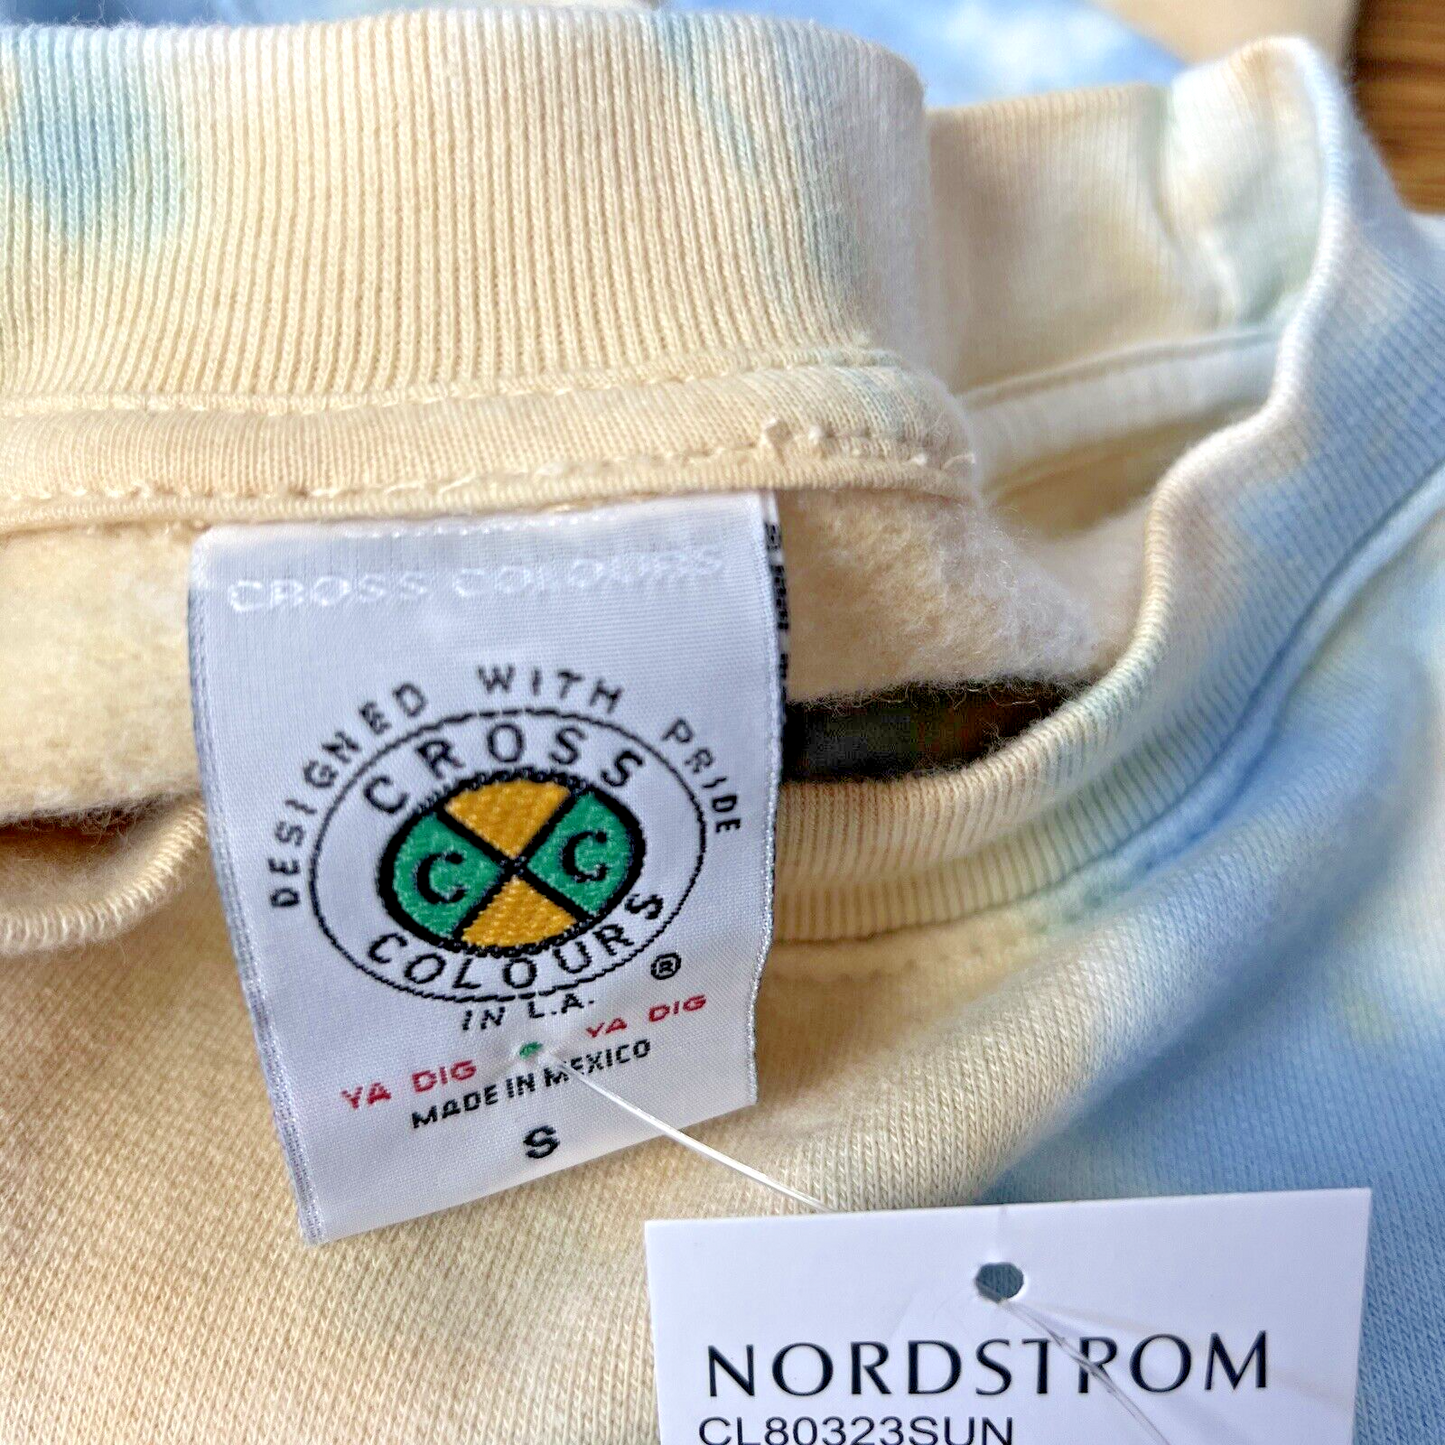 CROSS COLOURS
DESIGNED WITH PRIDE
CROSS
C C
COLOURS
®
IN L.A.
YA DIG YA DIG
MADE IN MEXICO
S
NORDSTROM
CL80323SUN